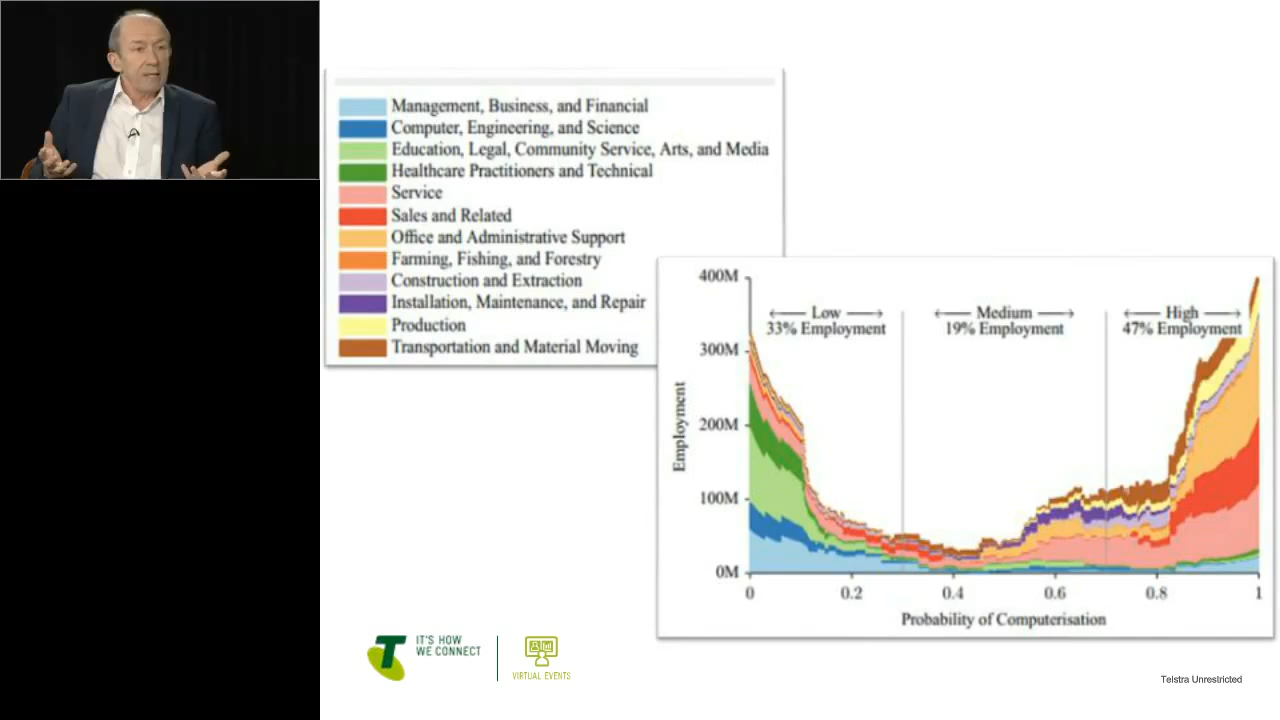 Management, Business, and Financial
Computer, Engineering, and Science
Education, Legal, Community Service, Arts, and Media
Healthcare Practitioners and Technical
Service
Sales and Related
Office and Administrative Support
Farming, Fishing, and Forestry
Construction and Extraction
Installation, Maintenance, and Repair
Production
Transportation and Material Moving
400M
300M
200M
100M
0M
Employment
Low
33% Employment
Medium
19% Employment
High
47% Employment
0 0.2 0.4 0.6 0.8 1
Probability of Computerisation
T
IT'S HOW
WE CONNECT
VIRTUAL EVENTS
Telstra Unrestricted